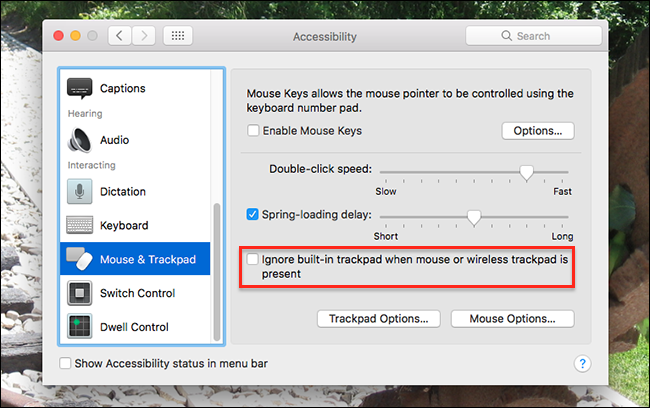 Accessibility
Search
Captions
Hearing
Audio
Interacting
Dictation
Keyboard
Mouse & Trackpad
Switch Control
Dwell Control
Mouse Keys allows the mouse pointer to be controlled using the
keyboard number pad.
Enable Mouse Keys
Options...
Double-click speed:
Slow
Fast
Spring-loading delay:
Short
Long
Ignore built-in trackpad when mouse or wireless trackpad is
present
Trackpad Options...
Mouse Options...
Show Accessibility status in menu bar
?